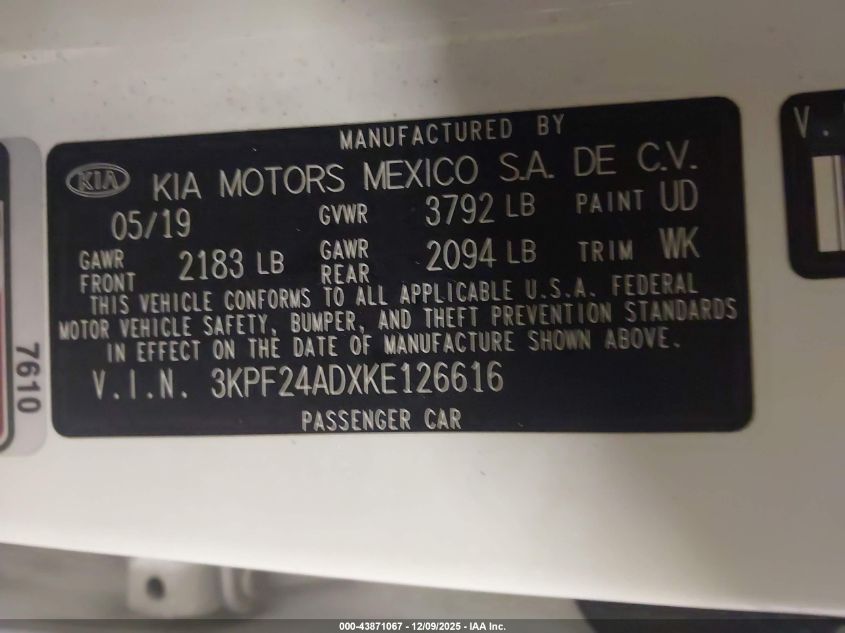 MANUFACTURED BY
KIA KIA MOTORS MEXICO S.A. DE C.V.
05/19 GVWR 3792 LB PAINT UD
GAWR FRONT 2183 LB GAWR REAR 2094 LB TRIM WK
THIS VEHICLE CONFORMS TO ALL APPLICABLE U.S.A. FEDERAL
MOTOR VEHICLE SAFETY, BUMPER, AND THEFT PREVENTION STANDARDS
IN EFFECT ON THE DATE OF MANUFACTURE SHOWN ABOVE.
V.I.N. 3KPF24ADXKE126616
PASSENGER CAR
7610
V.
000-43871067 - 12/09/2025 - IAA Inc.